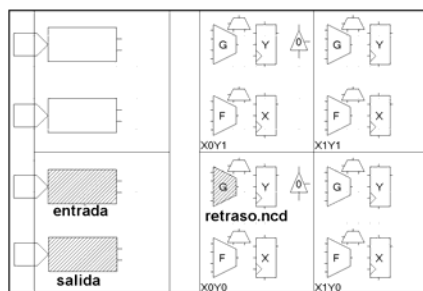 G Y 0 G Y
F X F X
X0Y1 X1Y1
G Y 0 G Y
entrada retraso.ncd
F X F X
salida
X0Y0 X1Y0